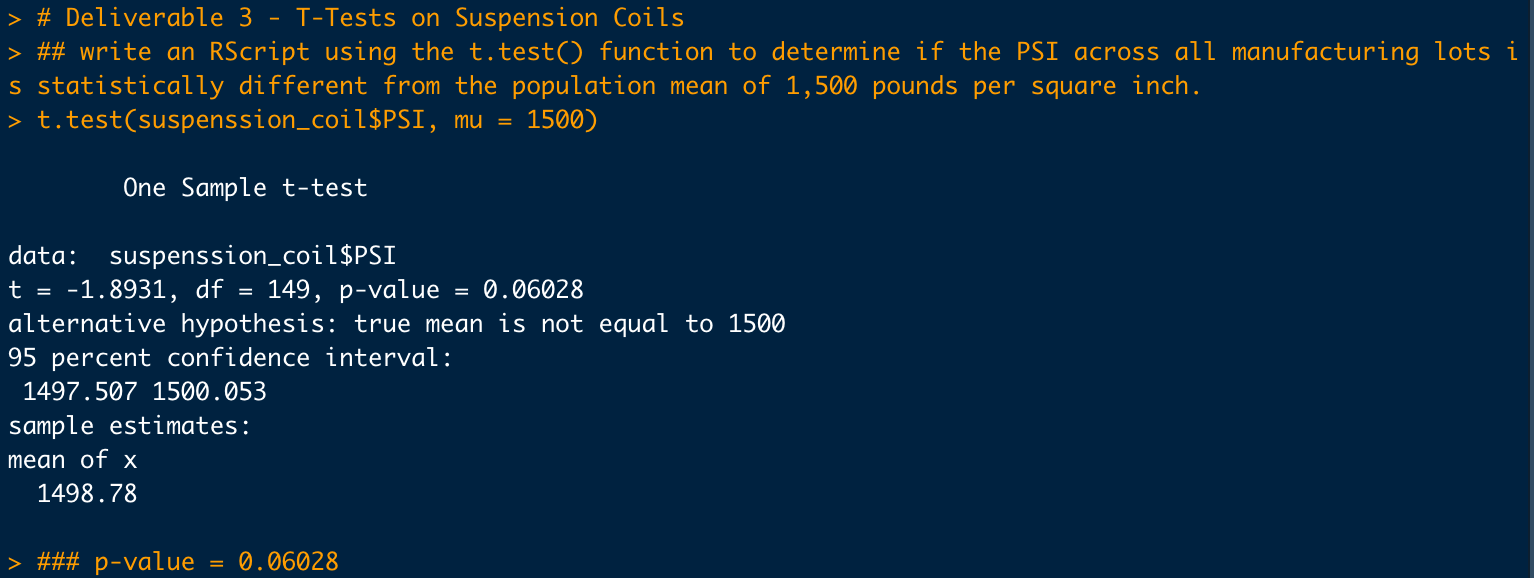 > # Deliverable 3 - T-Tests on Suspension Coils
> ## write an RScript using the t.test() function to determine if the PSI across all manufacturing lots i
s statistically different from the population mean of 1,500 pounds per square inch.
> t.test(suspenssion_coil$PSI, mu = 1500)
One Sample t-test
data:  suspenssion_coil$PSI
t = -1.8931, df = 149, p-value = 0.06028
alternative hypothesis: true mean is not equal to 1500
95 percent confidence interval:
1497.507 1500.053
sample estimates:
mean of x
1498.78
> ### p-value = 0.06028